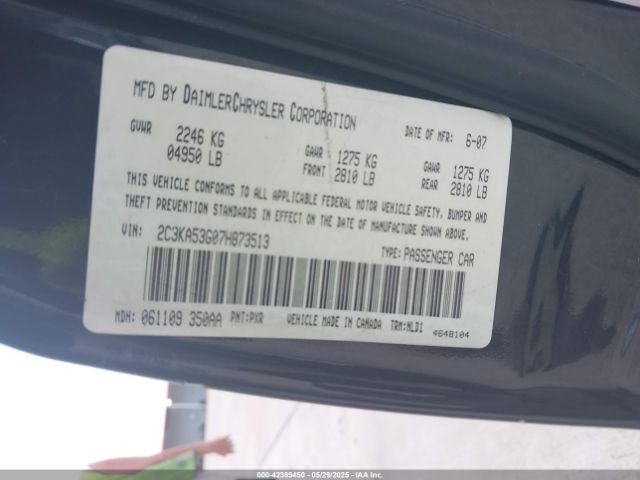 MFD BY DAIMLERCHRYSLER CORPORATION DATE OF MFR: 6-07
GVWR 2246 KG 04950 LB GAWR FRONT 1275 KG 2810 LB GAWR REAR 1275 KG 2810 LB
THIS VEHICLE CONFORMS TO ALL APPLICABLE FEDERAL MOTOR VEHICLE SAFETY, BUMPER AND
THEFT PREVENTION STANDARDS IN EFFECT ON THE DATE OF MANUFACTURE SHOWN ABOVE.
VIN: 2C3KA53G07H873513 TYPE: PASSENGER CAR
MDH: 061109 350AA PNT:PXR VEHICLE MADE IN CANADA TRM:NLD1
4648104
000-42389450 - 05/29/2025 - IAA Inc.